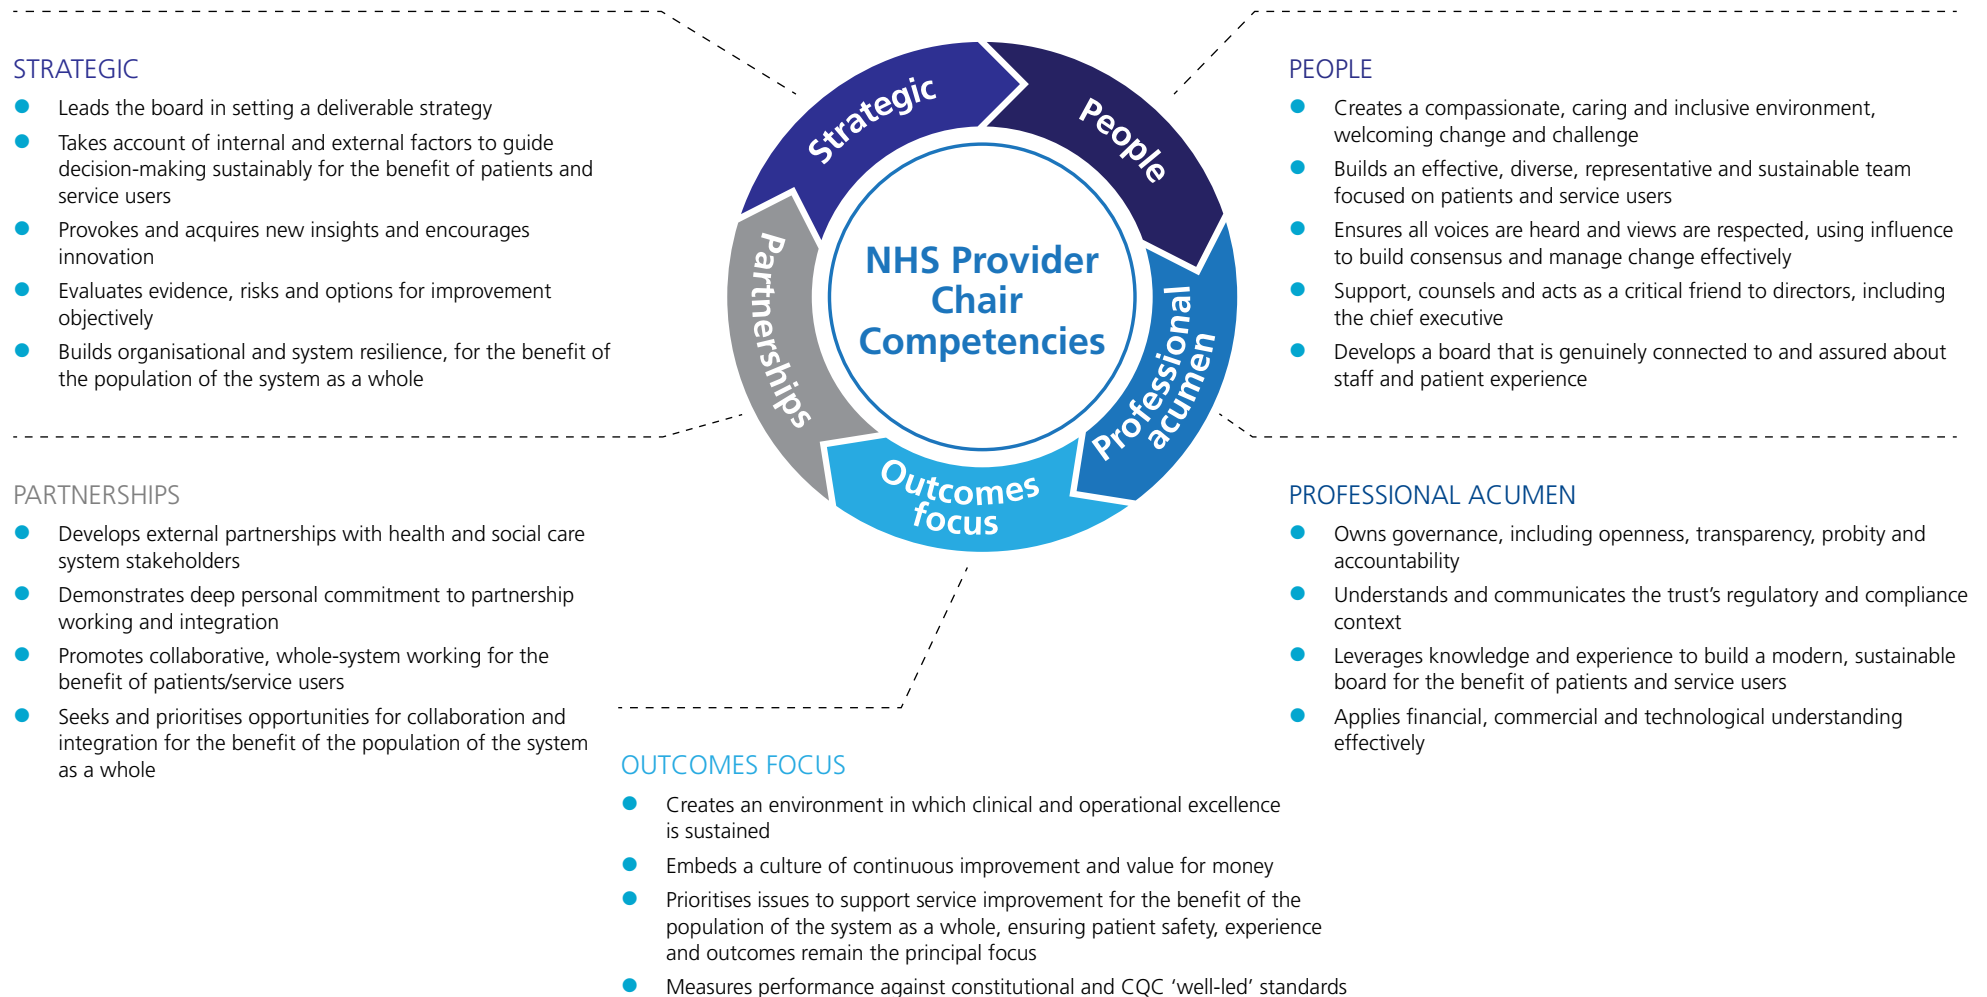 STRATEGIC
Leads the board in setting a deliverable strategy
Takes account of internal and external factors to guide
decision-making sustainably for the benefit of patients and
service users
Provokes and acquires new insights and encourages
innovation
Evaluates evidence, risks and options for improvement
objectively
Builds organisational and system resilience, for the benefit of
the population of the system as a whole
Strategic
People
Professional
acumen
Outcomes
focus
Partnerships
NHS Provider
Chair
Competencies
PEOPLE
Creates a compassionate, caring and inclusive environment,
welcoming change and challenge
Builds an effective, diverse, representative and sustainable team
focused on patients and service users
Ensures all voices are heard and views are respected, using influence
to build consensus and manage change effectively
Support, counsels and acts as a critical friend to directors, including
the chief executive
Develops a board that is genuinely connected to and assured about
staff and patient experience
PARTNERSHIPS
Develops external partnerships with health and social care
system stakeholders
Demonstrates deep personal commitment to partnership
working and integration
Promotes collaborative, whole-system working for the
benefit of patients/service users
Seeks and prioritises opportunities for collaboration and
integration for the benefit of the population of the system
as a whole
PROFESSIONAL ACUMEN
Owns governance, including openness, transparency, probity and
accountability
Understands and communicates the trust’s regulatory and compliance
context
Leverages knowledge and experience to build a modern, sustainable
board for the benefit of patients and service users
Applies financial, commercial and technological understanding
effectively
OUTCOMES FOCUS
Creates an environment in which clinical and operational excellence
is sustained
Embeds a culture of continuous improvement and value for money
Prioritises issues to support service improvement for the benefit of the
population of the system as a whole, ensuring patient safety, experience
and outcomes remain the principal focus
Measures performance against constitutional and CQC ‘well-led’ standards